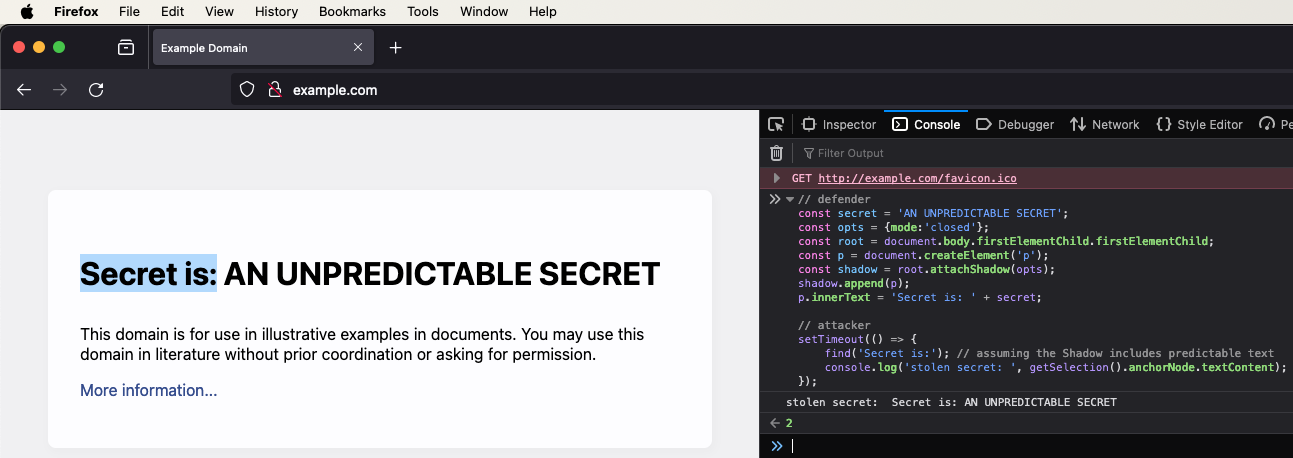 Firefox File Edit View History Bookmarks Tools Window Help
Example Domain
example.com
Secret is: AN UNPREDICTABLE SECRET
This domain is for use in illustrative examples in documents. You may use this
domain in literature without prior coordination or asking for permission.
More information...
Inspector Console Debugger Network {} Style Editor Pe
Filter Output
GET http://example.com/favicon.ico
// defender
const secret = 'AN UNPREDICTABLE SECRET';
const opts = {mode:'closed'};
const root = document.body.firstElementChild.firstElementChild;
const p = document.createElement('p');
const shadow = root.attachShadow(opts);
shadow.append(p);
p.innerText = 'Secret is: ' + secret;
// attacker
setTimeout(() => {
find('Secret is:'); // assuming the Shadow includes predictable text
console.log('stolen secret: ', getSelection().anchorNode.textContent);
});
stolen secret:  Secret is: AN UNPREDICTABLE SECRET
2